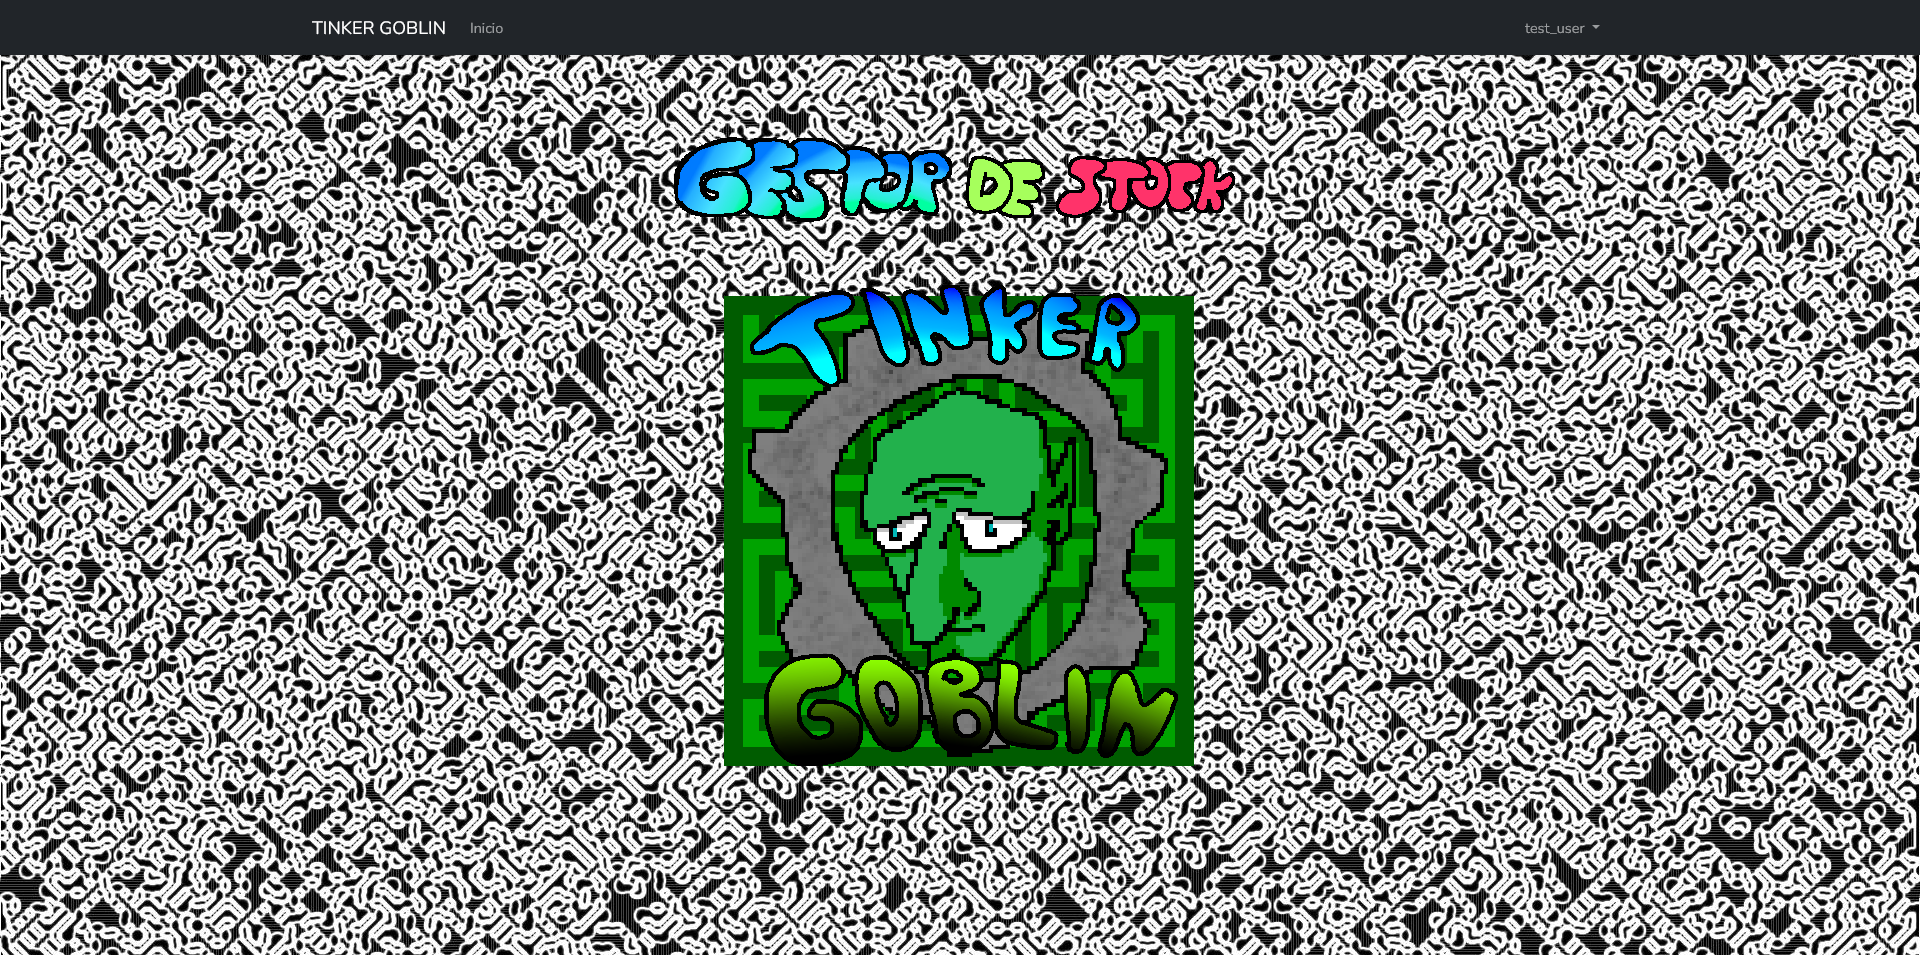 TINKER GOBLIN Inicio test_user
GESTOR DE STOCK
TINKER
GOBLIN